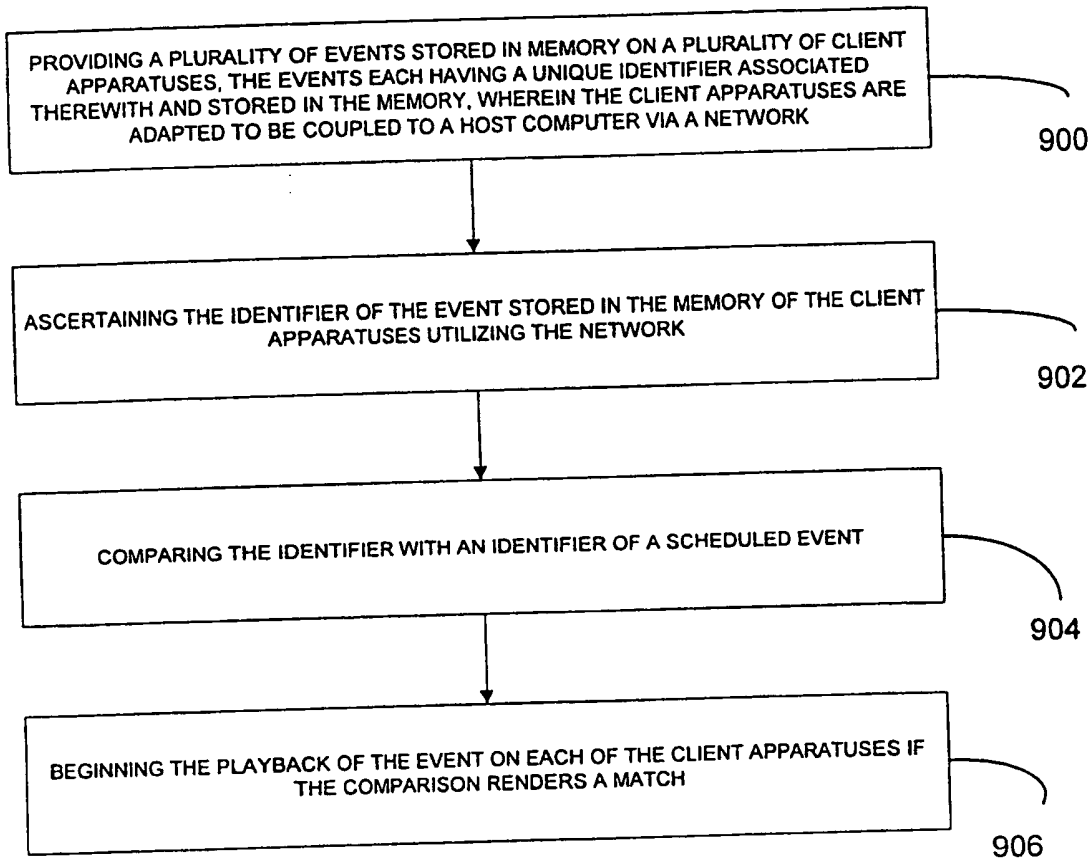 PROVIDING A PLURALITY OF EVENTS STORED IN MEMORY ON A PLURALITY OF CLIENT
APPARATUSES, THE EVENTS EACH HAVING A UNIQUE IDENTIFIER ASSOCIATED
THEREWITH AND STORED IN THE MEMORY, WHEREIN THE CLIENT APPARATUSES ARE
ADAPTED TO BE COUPLED TO A HOST COMPUTER VIA A NETWORK
900
ASCERTAINING THE IDENTIFIER OF THE EVENT STORED IN THE MEMORY OF THE CLIENT
APPARATUSES UTILIZING THE NETWORK
902
COMPARING THE IDENTIFIER WITH AN IDENTIFIER OF A SCHEDULED EVENT
904
BEGINNING THE PLAYBACK OF THE EVENT ON EACH OF THE CLIENT APPARATUSES IF
THE COMPARISON RENDERS A MATCH
906